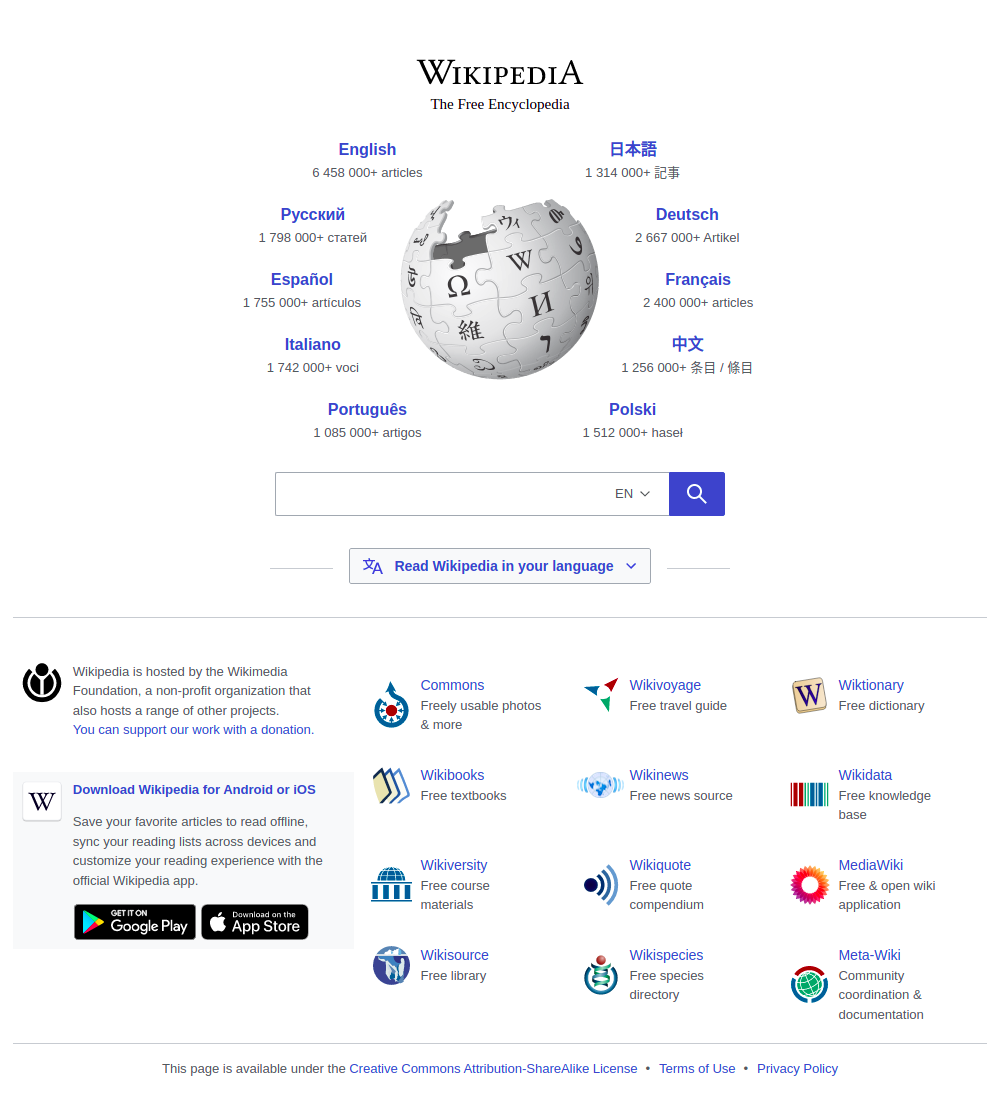 WIKIPEDIA
The Free Encyclopedia
English
6 458 000+ articles
日本語
1 314 000+ 記事
Русский
1 798 000+ статей
Deutsch
2 667 000+ Artikel
Español
1 755 000+ artículos
Français
2 400 000+ articles
Italiano
1 742 000+ voci
中文
1 256 000+ 条目 / 條目
Português
1 085 000+ artigos
Polski
1 512 000+ haseł
Ω
W
И
維
ウィ
EN
Read Wikipedia in your language
Wikipedia is hosted by the Wikimedia
Foundation, a non-profit organization that
also hosts a range of other projects.
You can support our work with a donation.
W
Download Wikipedia for Android or iOS
Save your favorite articles to read offline,
sync your reading lists across devices and
customize your reading experience with the
official Wikipedia app.
GET IT ON
Google Play
Download on the
App Store
Commons
Freely usable photos
& more
Wikivoyage
Free travel guide
W
Wiktionary
Free dictionary
Wikibooks
Free textbooks
Wikinews
Free news source
Wikidata
Free knowledge
base
Wikiversity
Free course
materials
Wikiquote
Free quote
compendium
MediaWiki
Free & open wiki
application
Wikisource
Free library
Wikispecies
Free species
directory
Meta-Wiki
Community
coordination &
documentation
This page is available under the Creative Commons Attribution-ShareAlike License • Terms of Use • Privacy Policy